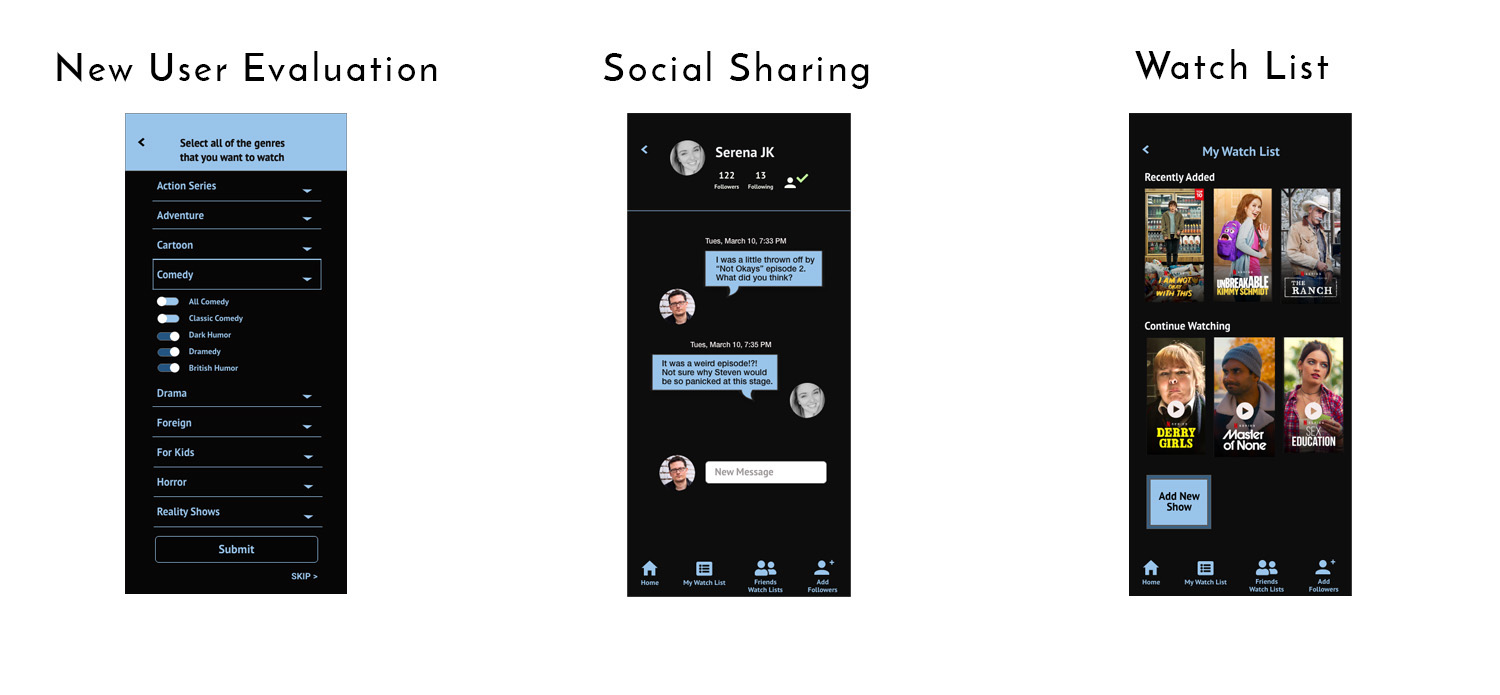 New User Evaluation
Select all of the genres
that you want to watch
Action Series
Adventure
Cartoon
Comedy
All Comedy
Classic Comedy
Dark Humor
Dramedy
British Humor
Drama
Foreign
For Kids
Horror
Reality Shows
Submit
SKIP >
Social Sharing
Serena JK
122
Followers
13
Following
Tues, March 10, 7:33 PM
I was a little thrown off by
“Not Okays” episode 2.
What did you think?
Tues, March 10, 7:35 PM
It was a weird episode!?!
Not sure why Steven would
be so panicked at this stage.
New Message
Home
My Watch List
Friends
Watch Lists
Add
Followers
Watch List
My Watch List
Recently Added
I AM NOT
OKAY
WITH THIS
SERIES
UNBREAKABLE
KIMMY SCHMIDT
THE
RANCH
Continue Watching
SERIES
DERRY
GIRLS
SERIES
Master
of None
SERIES
SEX
EDUCATION
Add New
Show
Home
My Watch List
Friends
Watch Lists
Add
Followers